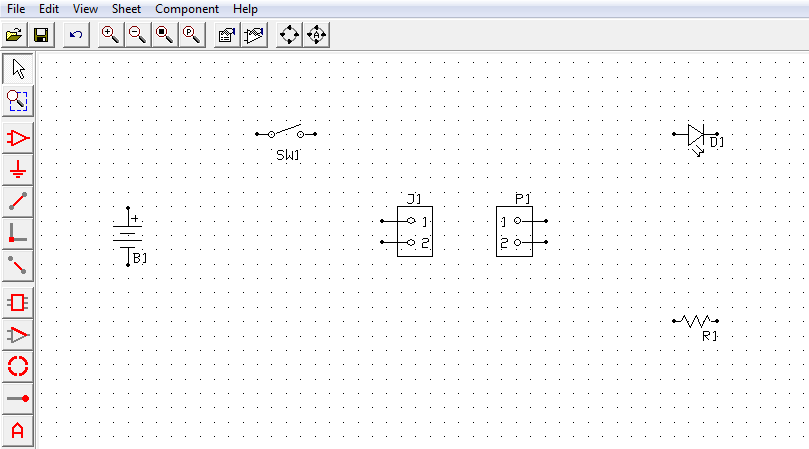 File Edit View Sheet Component Help
P
A
SW1
D1
J1 P1
+ 1 1
B1 2 2
R1
A